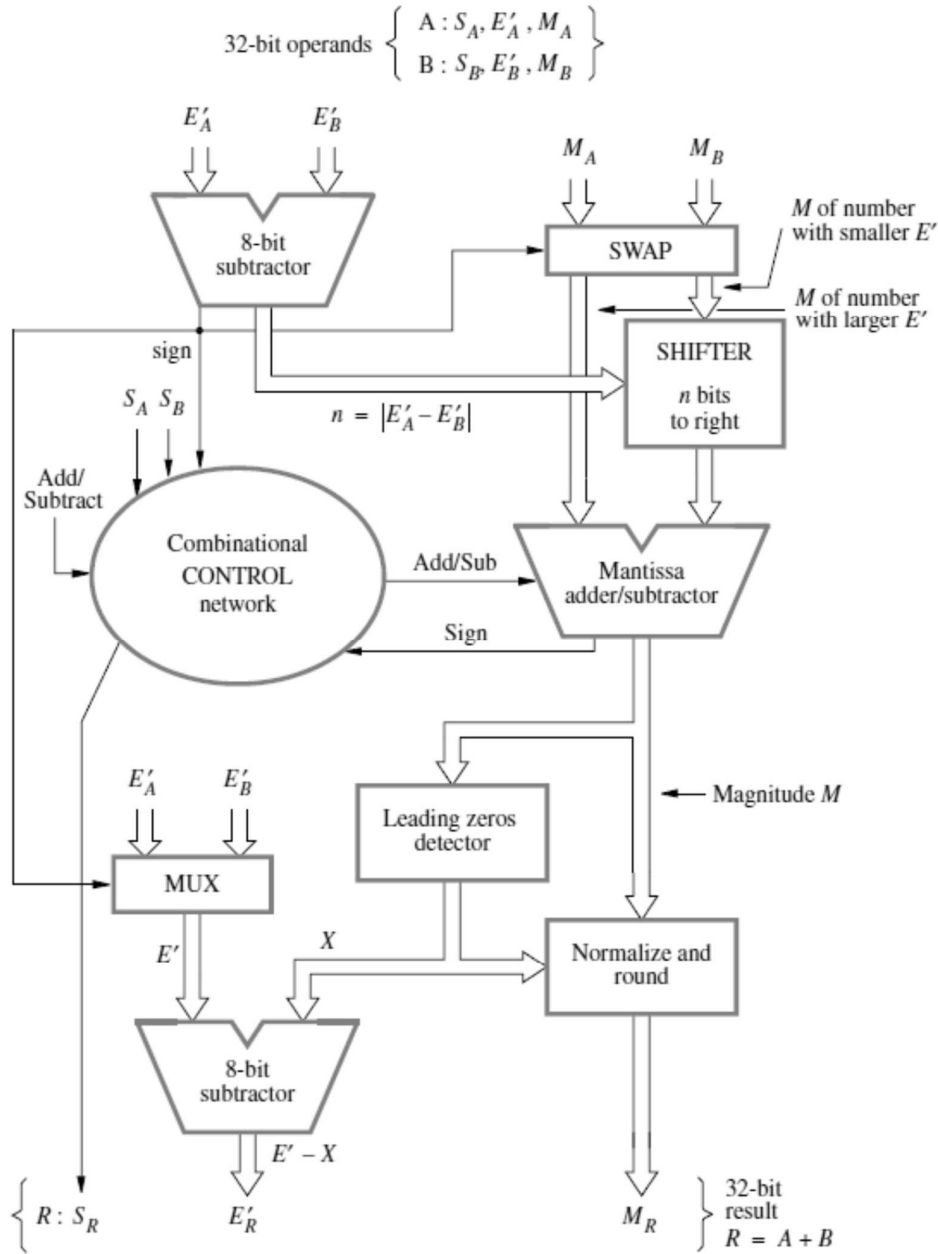 32-bit operands { A : S_A, E′_A , M_A }
{ B : S_B, E′_B , M_B }
E′_A E′_B
M_A M_B
8-bit
subtractor
SWAP
M of number
with smaller E′
M of number
with larger E′
sign
SHIFTER
n bits
to right
S_A S_B
n = |E′_A – E′_B|
Add/
Subtract
Combinational
CONTROL
network
Add/Sub
Mantissa
adder/subtractor
Sign
E′_A E′_B
Leading zeros
detector
Magnitude M
MUX
E′
X
Normalize and
round
8-bit
subtractor
E′ – X
{ R : S_R
E′_R
M_R
} 32-bit
result
R = A + B